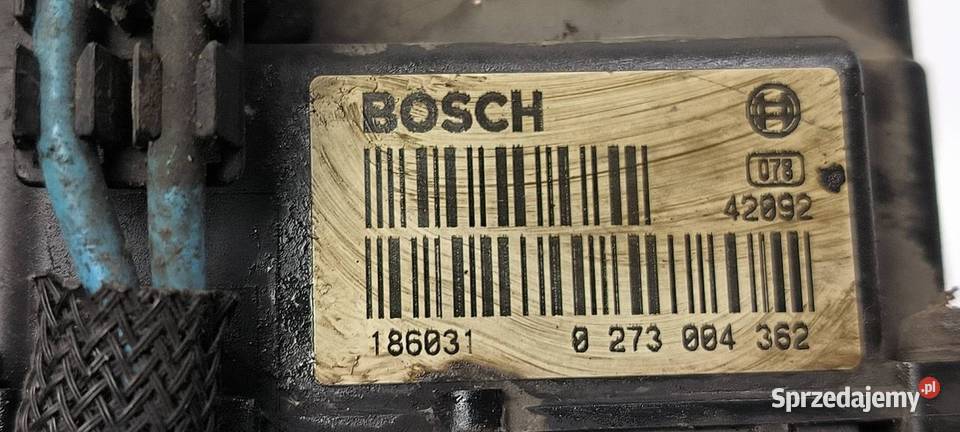 BOSCH
078
42092
186031 0 273 004 362
Sprzedajemy.pl